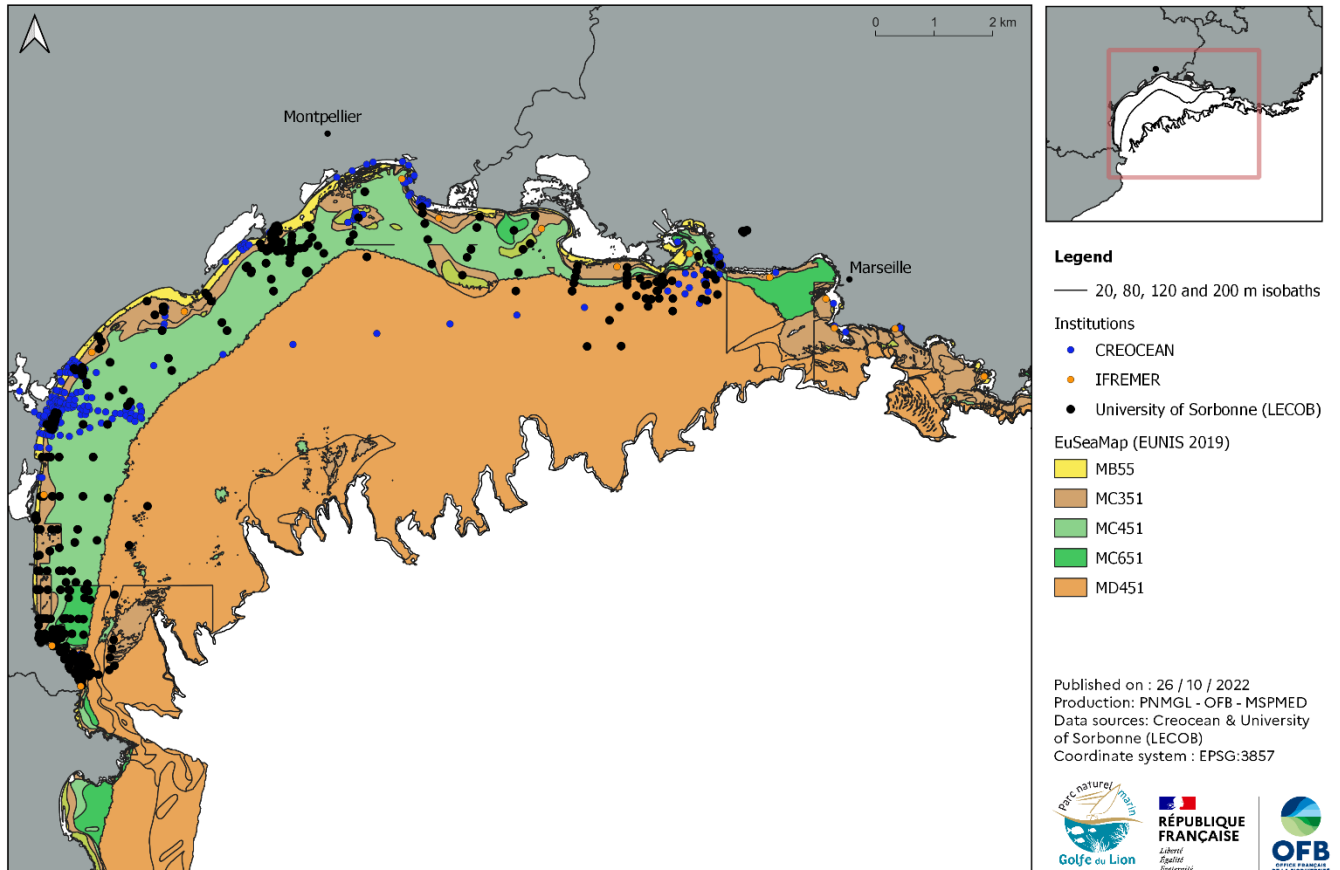 0 1 2 km
Montpellier
Marseille
Legend
20, 80, 120 and 200 m isobaths
Institutions
CREOCEAN
IFREMER
University of Sorbonne (LECOB)
EuSeaMap (EUNIS 2019)
MB55
MC351
MC451
MC651
MD451
Published on : 26 / 10 / 2022
Production: PNMGL - OFB - MSPMED
Data sources: Creocean & University
of Sorbonne (LECOB)
Coordinate system : EPSG:3857
Parc naturel marin
Golfe du Lion
RÉPUBLIQUE
FRANÇAISE
Liberté
Égalité
OFB
OFFICE FRANÇAIS